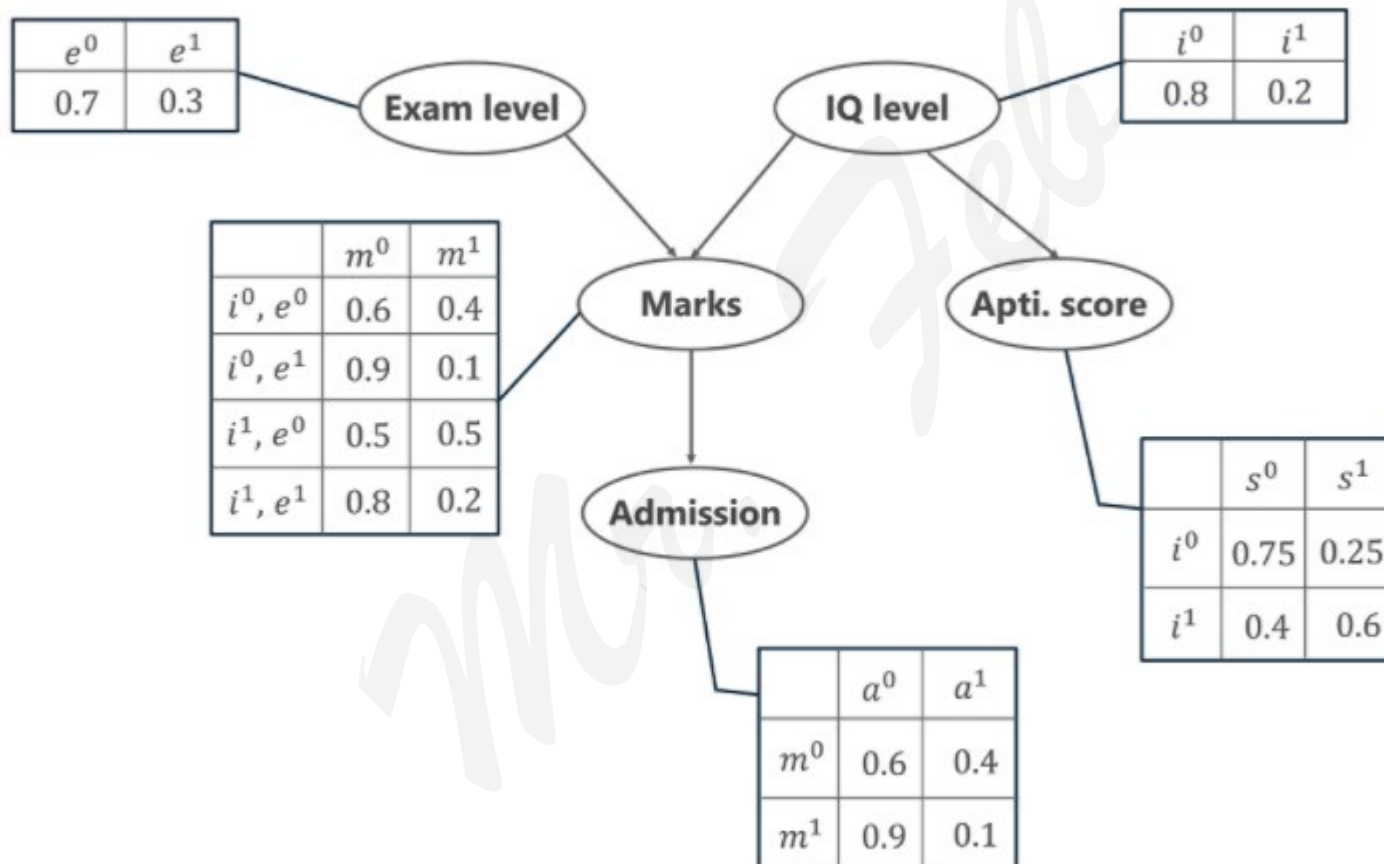 e⁰ e¹
0.7 0.3
Exam level
IQ level
i⁰ i¹
0.8 0.2
m⁰ m¹
i⁰, e⁰ 0.6 0.4
i⁰, e¹ 0.9 0.1
i¹, e⁰ 0.5 0.5
i¹, e¹ 0.8 0.2
Marks
Apti. score
Admission
s⁰ s¹
i⁰ 0.75 0.25
i¹ 0.4 0.6
a⁰ a¹
m⁰ 0.6 0.4
m¹ 0.9 0.1
Mr. Feb